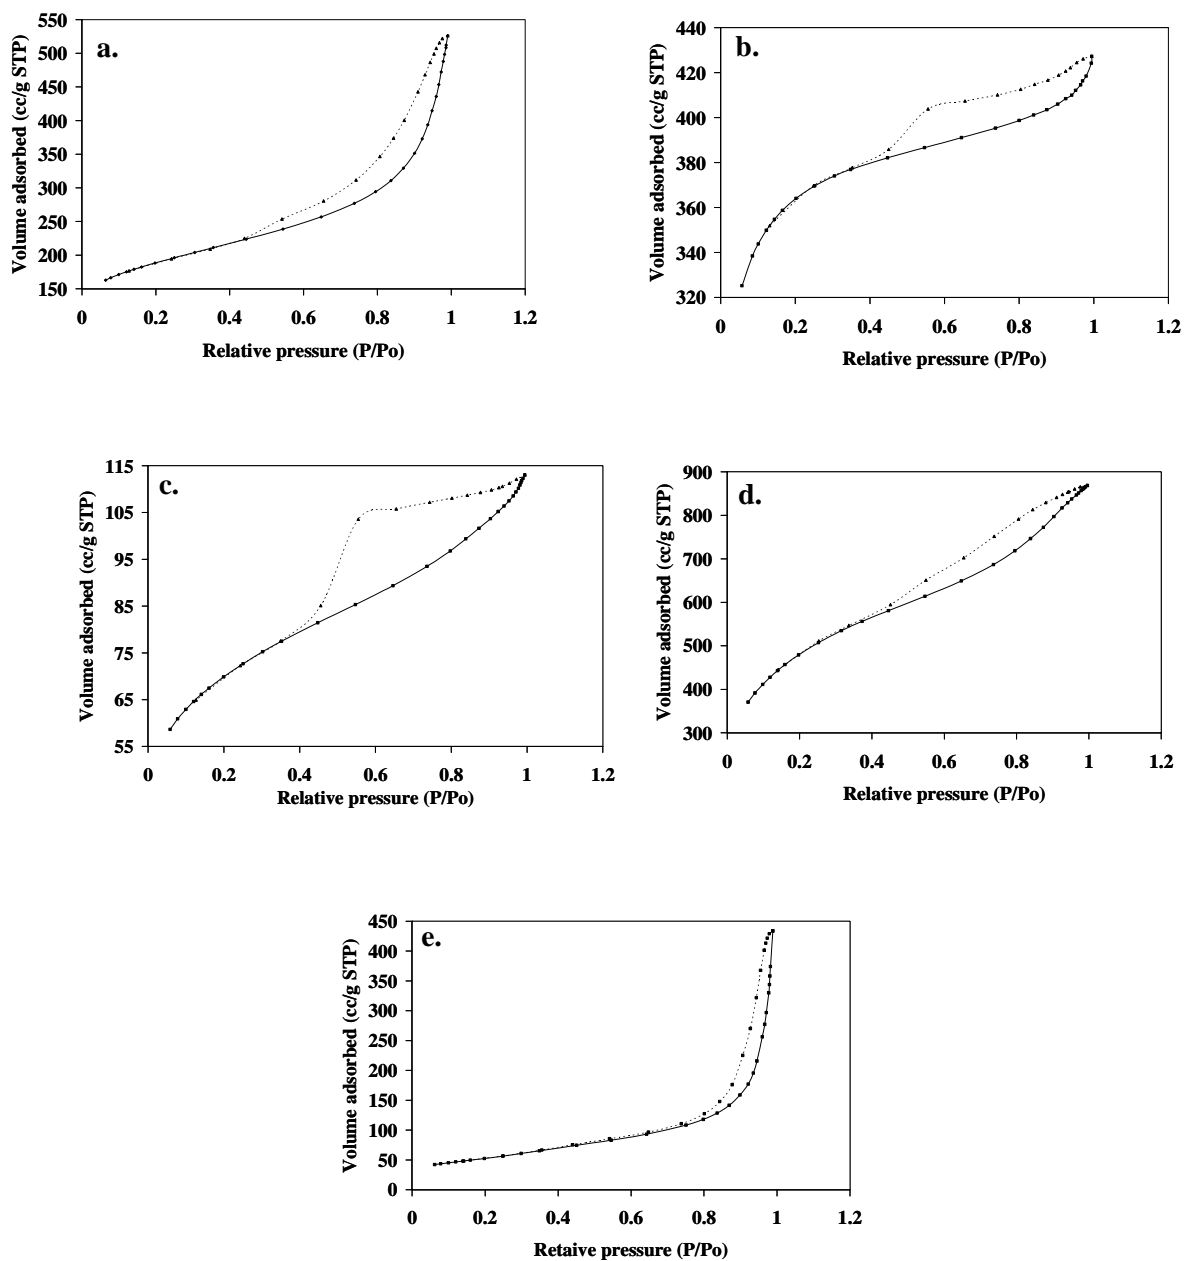 a.
Volume adsorbed (cc/g STP)
550
500
450
400
350
300
250
200
150
0 0.2 0.4 0.6 0.8 1 1.2
Relative pressure (P/Po)
b.
Volume adsorbed (cc/g STP)
440
420
400
380
360
340
320
0 0.2 0.4 0.6 0.8 1 1.2
Relative pressure (P/Po)
c.
Volume adsorbed (cc/g STP)
115
105
95
85
75
65
55
0 0.2 0.4 0.6 0.8 1 1.2
Relative pressure (P/Po)
d.
Volume adsorbed (cc/g STP)
900
800
700
600
500
400
300
0 0.2 0.4 0.6 0.8 1 1.2
Relative pressure (P/Po)
e.
Volume adsorbed (cc/g STP)
450
400
350
300
250
200
150
100
50
0
0 0.2 0.4 0.6 0.8 1 1.2
Retaive pressure (P/Po)